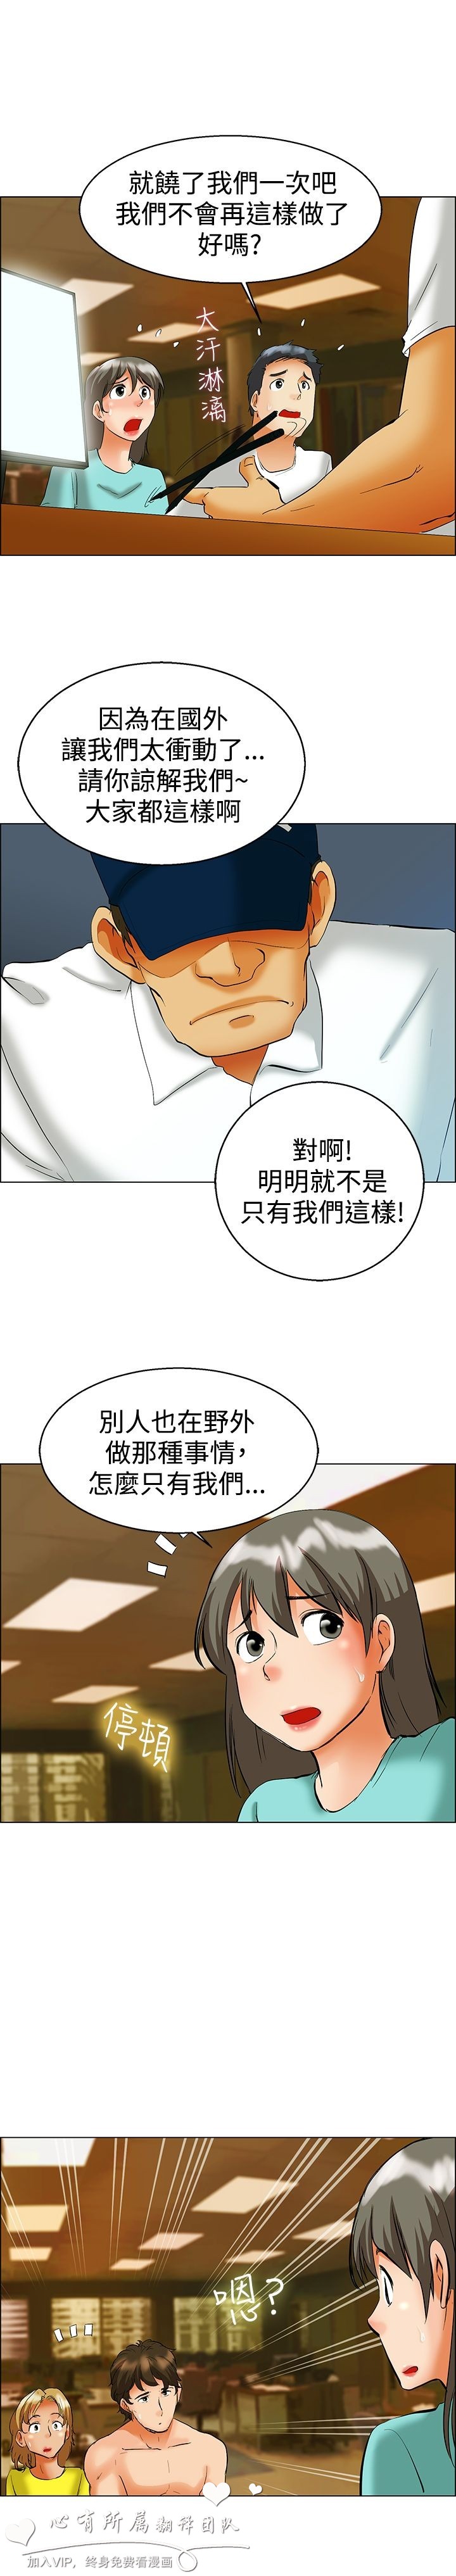 就饒了我們一次吧
我們不會再這樣做了
好嗎?
大汗淋漓
因為在國外
讓我們太衝動了...
請你諒解我們~
大家都這樣啊
對啊!
明明就不是
只有我們這樣!
別人也在野外
做那種事情,
怎麼只有我們...
停頓
嗯?
心有所属翻译团队
加入VIP，终身免费看漫画